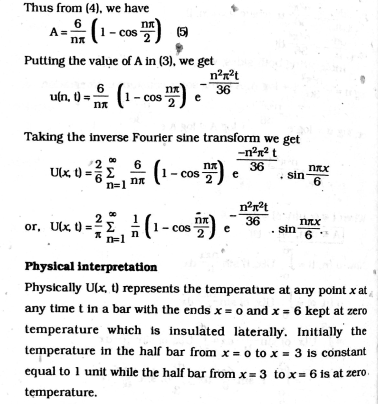 Thus from (4), we have
A = 6/nπ (1 - cos nπ/2) (5)
Putting the value of A in (3), we get
u(n, t) = 6/nπ (1 - cos nπ/2) e^(-n²π²t/36)
Taking the inverse Fourier sine transform we get
U(x, t) = 2/6 Σ_{n=1}^{∞} 6/nπ (1 - cos nπ/2) e^(-n²π² t/36) . sin nπx/6
or, U(x, t) = 2/π Σ_{n=1}^{∞} 1/n (1 - cos nπ/2) e^(-n²π²t/36) . sin nπx/6 .
Physical interpretation
Physically U(x, t) represents the temperature at any point x at
any time t in a bar with the ends x = o and x = 6 kept at zero
temperature which is insulated laterally. Initially the
temperature in the half bar from x = o to x = 3 is constant
equal to 1 unit while the half bar from x = 3 to x = 6 is at zero
temperature.